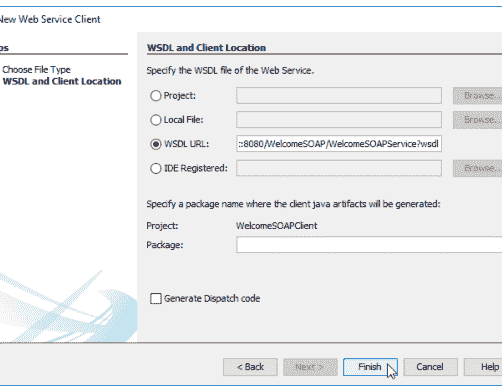 New Web Service Client
ps
Choose File Type
WSDL and Client Location
WSDL and Client Location
Specify the WSDL file of the Web Service.
Project:
Browse...
Local File:
Browse...
WSDL URL: ::8080/WelcomeSOAP/WelcomeSOAPService?wsdl
IDE Registered:
Browse...
Specify a package name where the client java artifacts will be generated:
Project: WelcomeSOAPClient
Package:
Generate Dispatch code
< Back Next > Finish Cancel Help